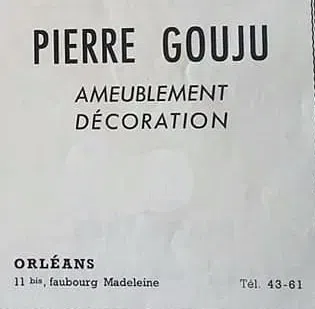 PIERRE GOUJU
AMEUBLEMENT
DÉCORATION
ORLÉANS
11 bis, faubourg Madeleine Tél. 43-61